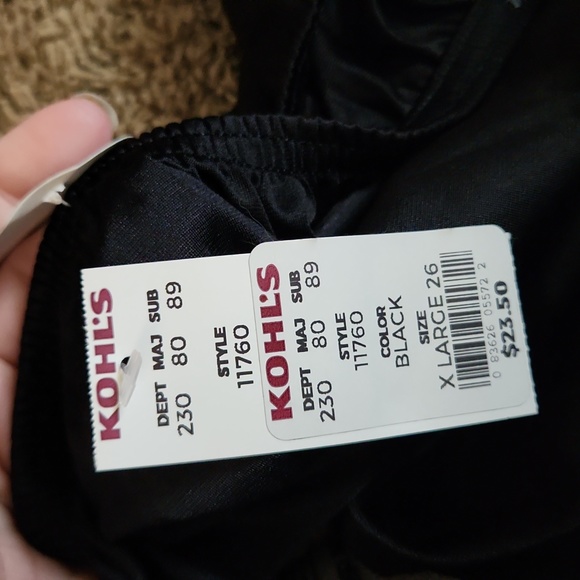 KOHL'S
DEPT MAJ SUB
230 80 89
STYLE
11760
KOHL'S
DEPT MAJ SUB
230 80 89
STYLE
11760
COLOR
BLACK
SIZE
X LARGE 26
0 83626 05572 2
$23.50